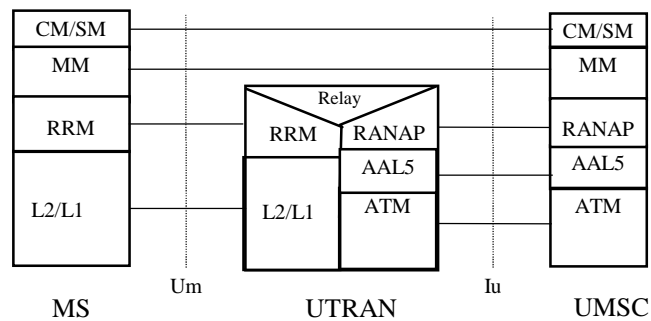 CM/SM
MM
RRM
L2/L1
MS
Um
Relay
RRM
RANAP
AAL5
L2/L1
ATM
UTRAN
Iu
CM/SM
MM
RANAP
AAL5
ATM
UMSC